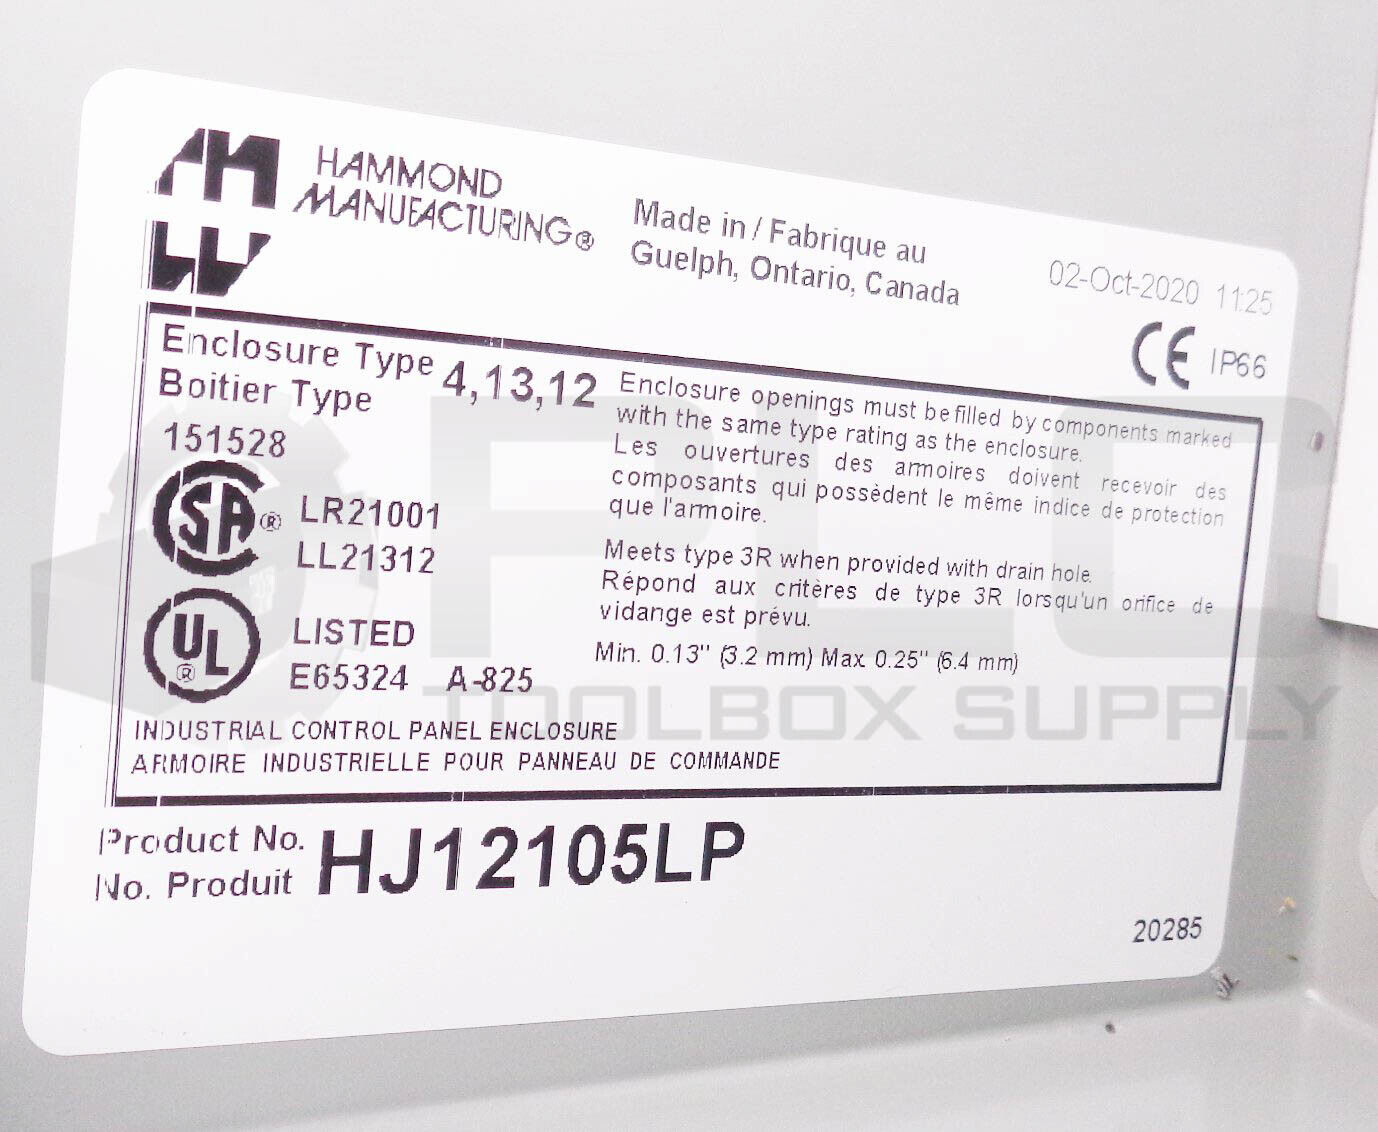 HAMMOND
MANUFACTURING®
Made in / Fabrique au
Guelph, Ontario, Canada
02-Oct-2020 11:25
CE IP66
Enclosure Type
Boitier Type
4,13,12
151528
CSA® LR21001
LL21312
UL® LISTED
E65324 A-825
Enclosure openings must be filled by components marked
with the same type rating as the enclosure.
Les ouvertures des armoires doivent recevoir des
composants qui possèdent le même indice de protection
que l'armoire.
Meets type 3R when provided with drain hole.
Répond aux critères de type 3R lorsqu'un orifice de
vidange est prévu.
Min. 0.13" (3.2 mm) Max. 0.25" (6.4 mm)
INDUSTRIAL CONTROL PANEL ENCLOSURE
ARMOIRE INDUSTRIELLE POUR PANNEAU DE COMMANDE
Product No.
No. Produit
HJ12105LP
20285
PLC
TOOLBOX SUPPLY